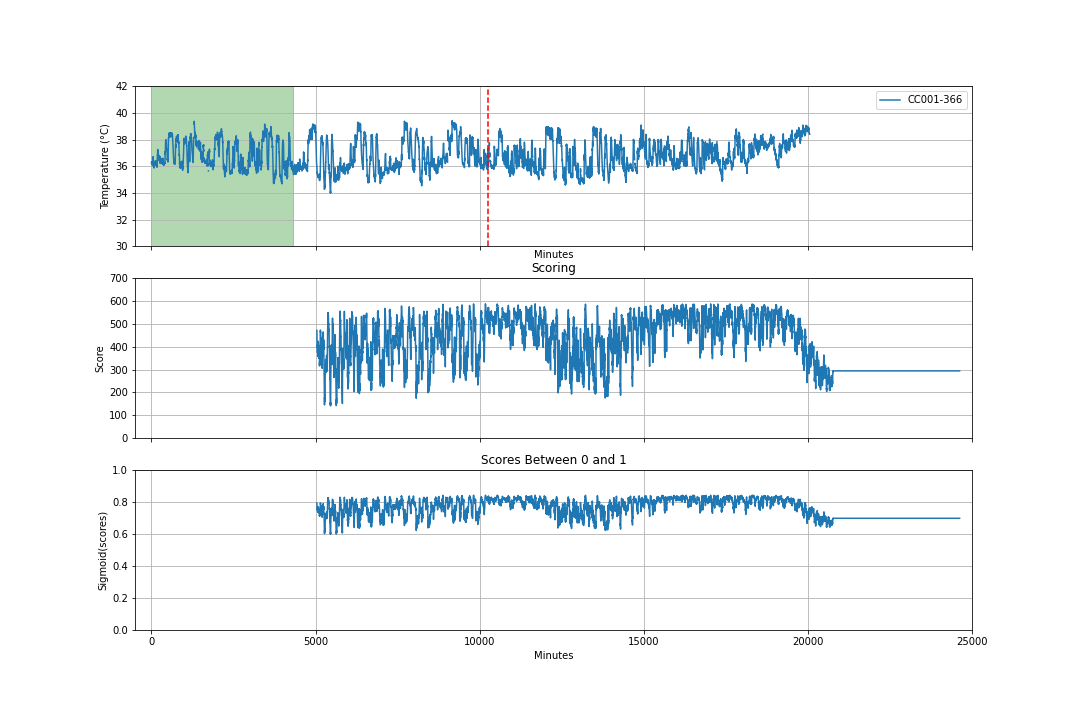 42
40
38
36
34
32
30
Temperature (°C)
CC001-366
Minutes
Scoring
700
600
500
400
300
200
100
0
Score
Scores Between 0 and 1
1.0
0.8
0.6
0.4
0.2
0.0
Sigmoid(scores)
0 5000 10000 15000 20000 25000
Minutes